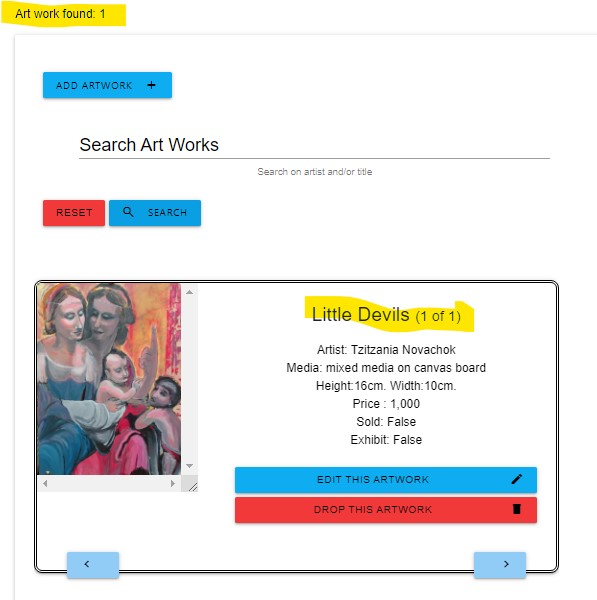 Art work found: 1
ADD ARTWORK +
Search Art Works
Search on artist and/or title
RESET
SEARCH
Little Devils (1 of 1)
Artist: Tzitzania Novachok
Media: mixed media on canvas board
Height:16cm. Width:10cm.
Price : 1,000
Sold: False
Exhibit: False
EDIT THIS ARTWORK
DROP THIS ARTWORK